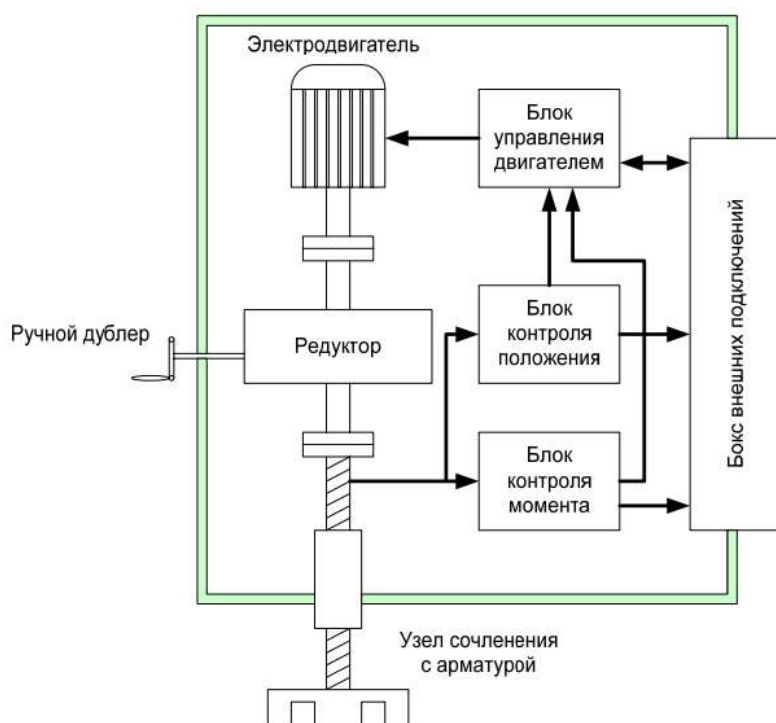 Электродвигатель
Блок
управления
двигателем
Ручной дублер
Редуктор
Блок
контроля
положения
Бокс внешних подключений
Блок
контроля
момента
Узел сочленения
с арматурой